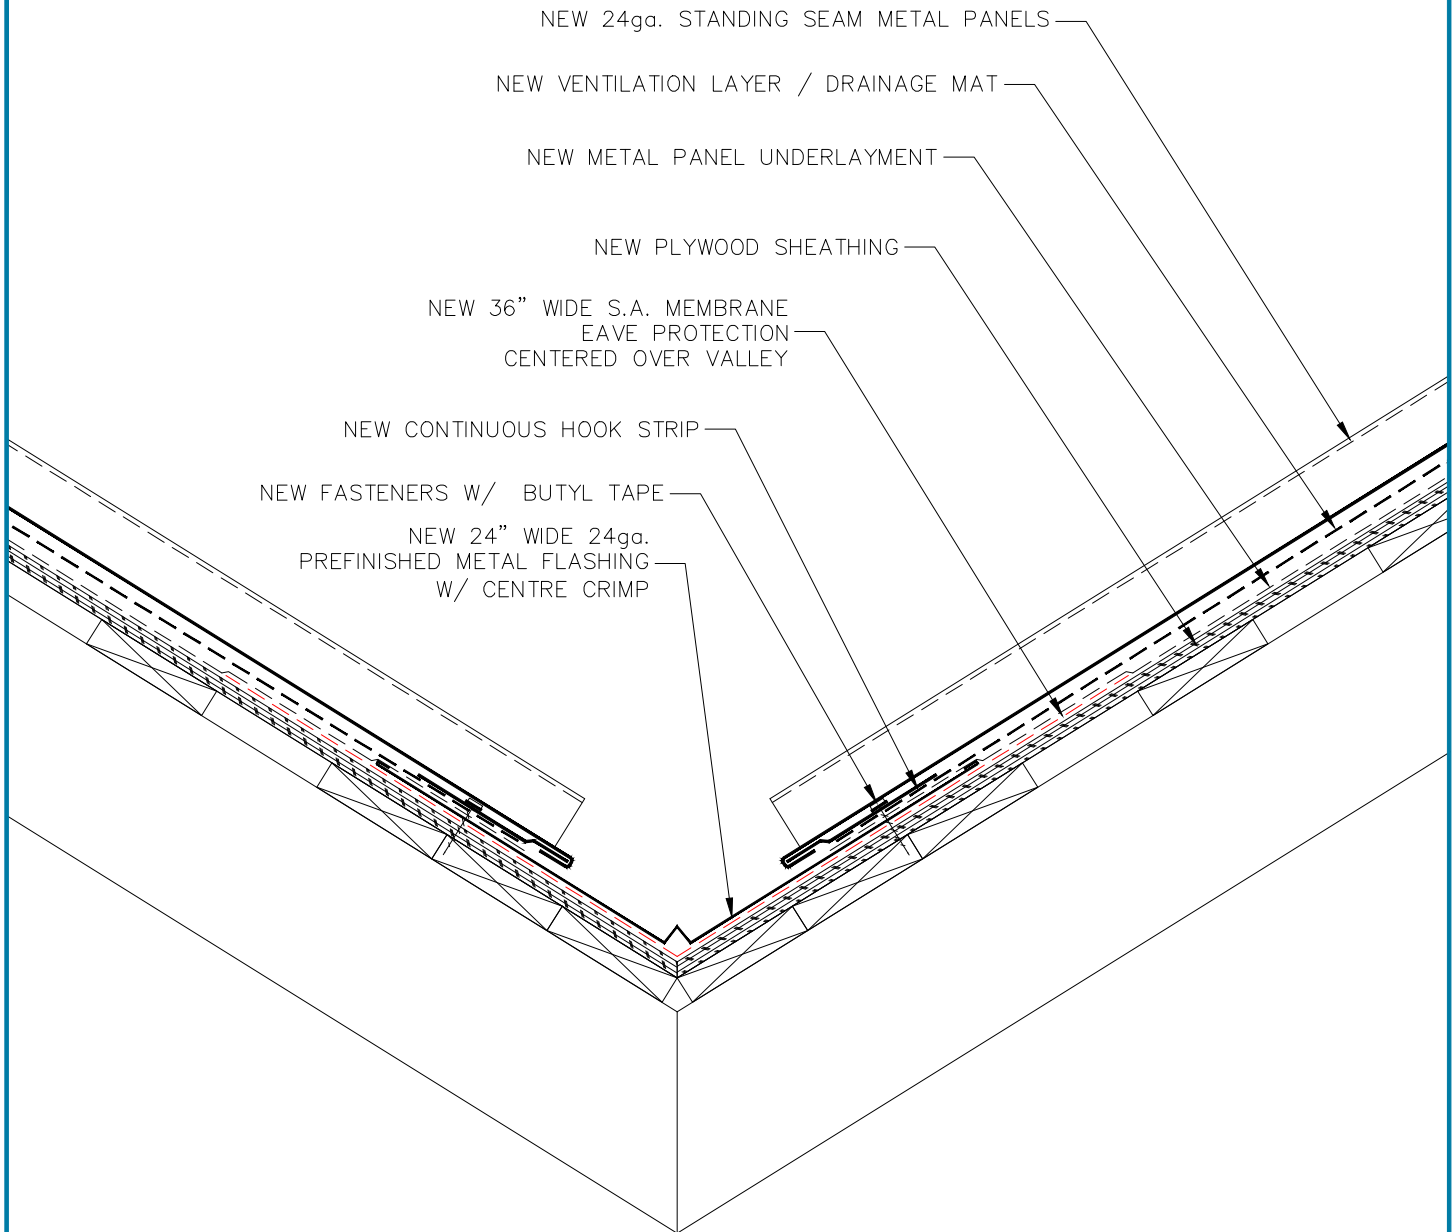 NEW 24ga. STANDING SEAM METAL PANELS
NEW VENTILATION LAYER / DRAINAGE MAT
NEW METAL PANEL UNDERLAYMENT
NEW PLYWOOD SHEATHING
NEW 36” WIDE S.A. MEMBRANE
EAVE PROTECTION
CENTERED OVER VALLEY
NEW CONTINUOUS HOOK STRIP
NEW FASTENERS W/ BUTYL TAPE
NEW 24” WIDE 24ga.
PREFINISHED METAL FLASHING
W/ CENTRE CRIMP